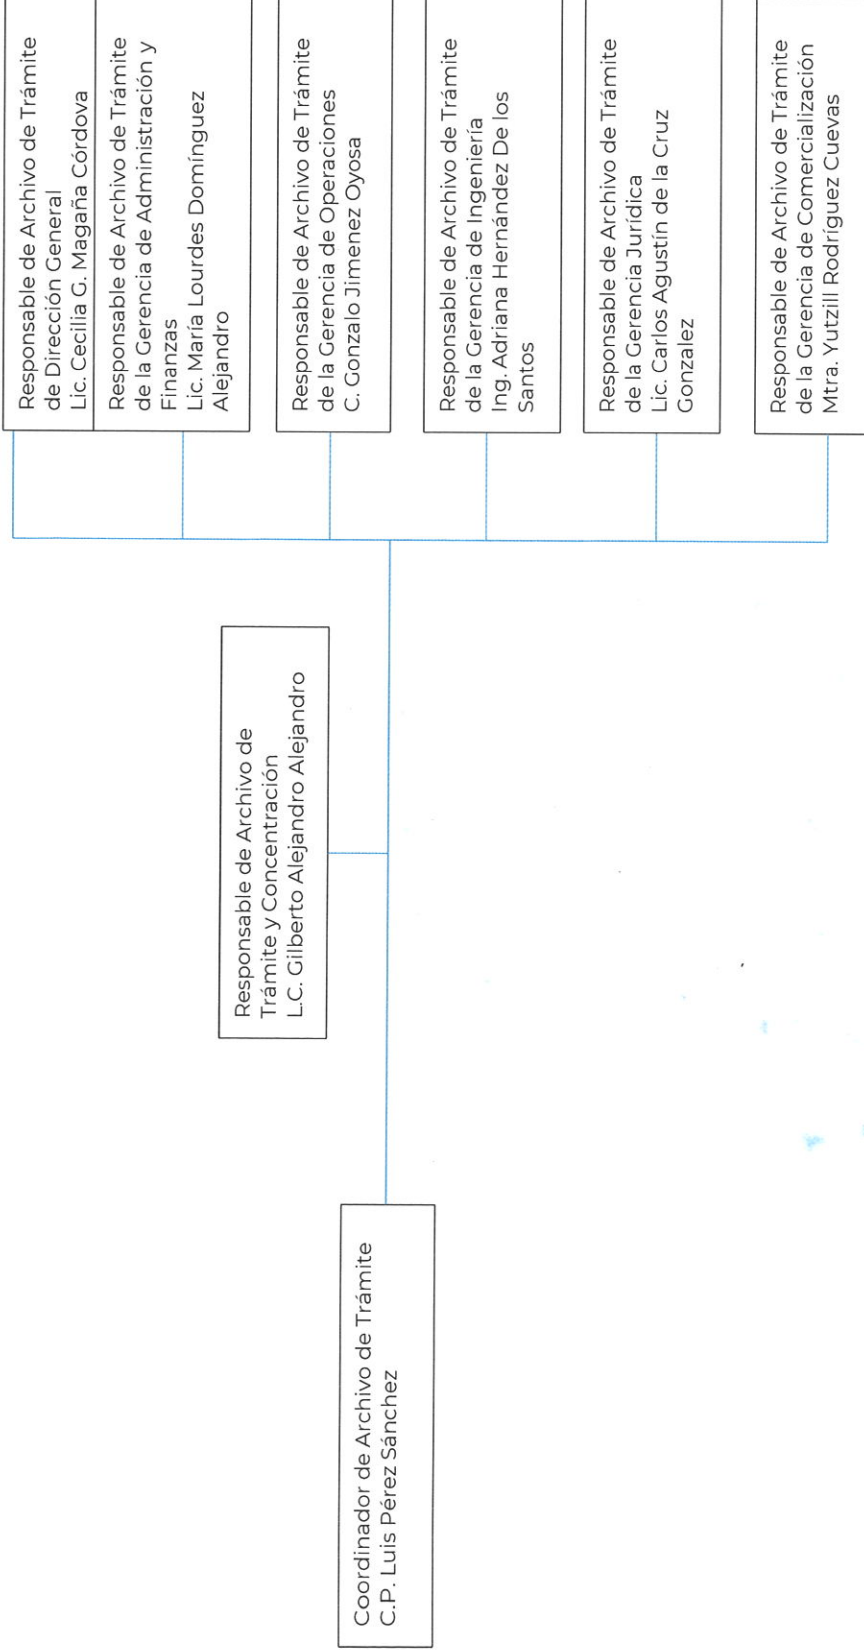 Coordinador de Archivo de Trámite
C.P. Luis Pérez Sánchez
Responsable de Archivo de
Trámite y Concentración
L.C. Gilberto Alejandro Alejandro
Responsable de Archivo de Trámite
de Dirección General
Lic. Cecilia G. Magaña Córdova
Responsable de Archivo de Trámite
de la Gerencia de Administración y
Finanzas
Lic. María Lourdes Domínguez
Alejandro
Responsable de Archivo de Trámite
de la Gerencia de Operaciones
C. Gonzalo Jimenez Oyosa
Responsable de Archivo de Trámite
de la Gerencia de Ingeniería
Ing. Adriana Hernández De los
Santos
Responsable de Archivo de Trámite
de la Gerencia Jurídica
Lic. Carlos Agustín de la Cruz
Gonzalez
Responsable de Archivo de Trámite
de la Gerencia de Comercialización
Mtra. Yutzill Rodríguez Cuevas